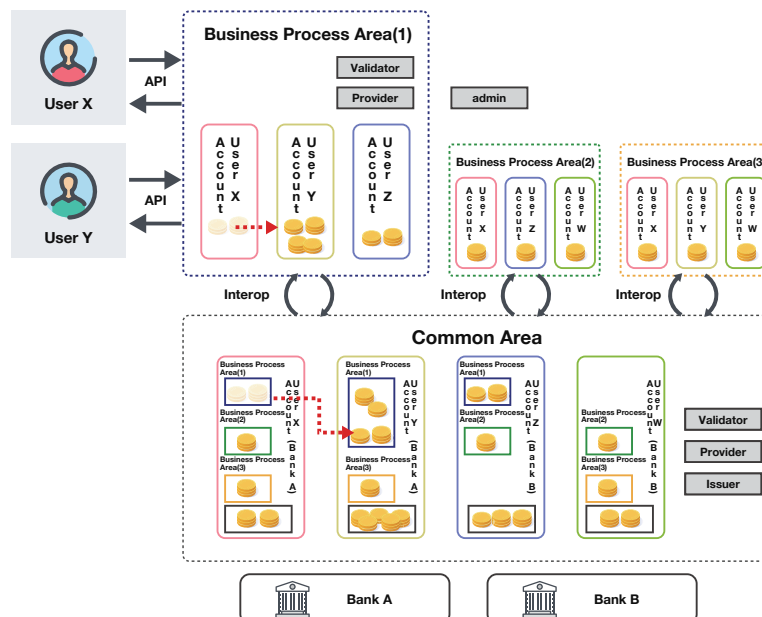 Business Process Area(1)
Validator
Provider
admin
User X
API
User Y
API
Account
User X
Account
User Y
Account
User Z
Business Process Area(2)
Account
User X
Account
User Z
Account
User W
Business Process Area(3
Account
User X
Account
User Y
Account
User W
Interop
Interop
Interop
Common Area
Business Process
Area(1)
Business Process
Area(2)
Business Process
Area(3)
Account (Bank A)
UserX
Business Process
Area(1)
Business Process
Area(3)
Account (Bank A)
UserY
Business Process
Area(1)
Business Process
Area(2)
Account (Bank B)
UserZ
Business Process
Area(2)
Business Process
Area(3)
Account (Bank B)
UserW
Validator
Provider
Issuer
Bank A
Bank B